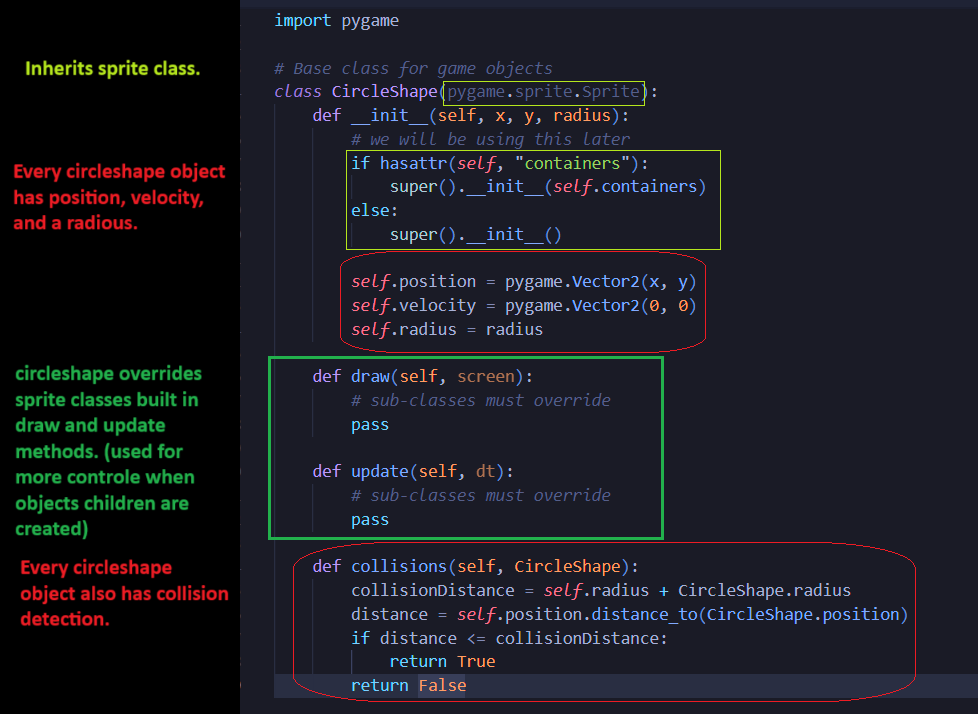 import pygame
Inherits sprite class.
# Base class for game objects
class CircleShape(pygame.sprite.Sprite):
def __init__(self, x, y, radius):
# we will be using this later
if hasattr(self, "containers"):
super().__init__(self.containers)
else:
super().__init__()
Every circleshape object
has position, velocity,
and a radious.
self.position = pygame.Vector2(x, y)
self.velocity = pygame.Vector2(0, 0)
self.radius = radius
circleshape overrides
sprite classes built in
draw and update
methods. (used for
more controle when
objects children are
created)
def draw(self, screen):
# sub-classes must override
pass
def update(self, dt):
# sub-classes must override
pass
Every circleshape
object also has collision
detection.
def collisions(self, CircleShape):
collisionDistance = self.radius + CircleShape.radius
distance = self.position.distance_to(CircleShape.position)
if distance <= collisionDistance:
return True
return False